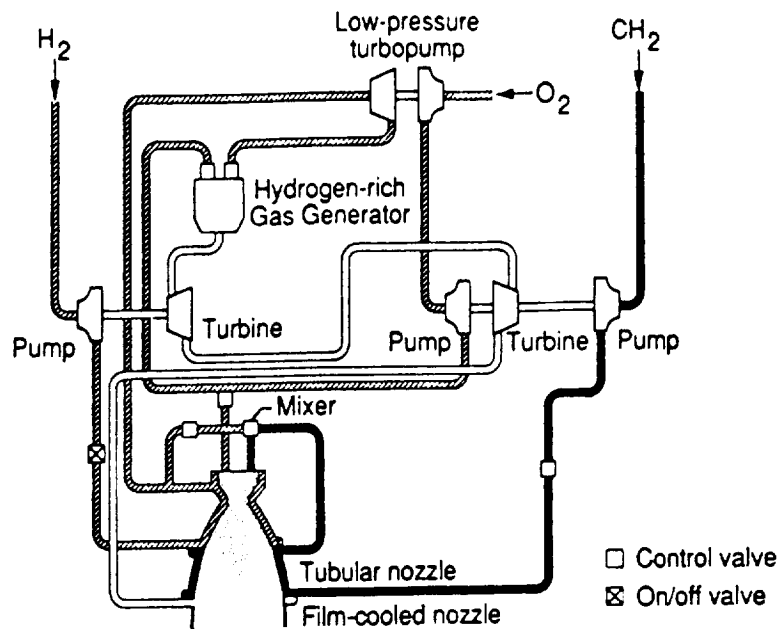 Low-pressure
turbopump
H2
CH2
O2
Hydrogen-rich
Gas Generator
Turbine
Pump
Pump
Turbine
Pump
Mixer
Tubular nozzle
Film-cooled nozzle
Control valve
On/off valve